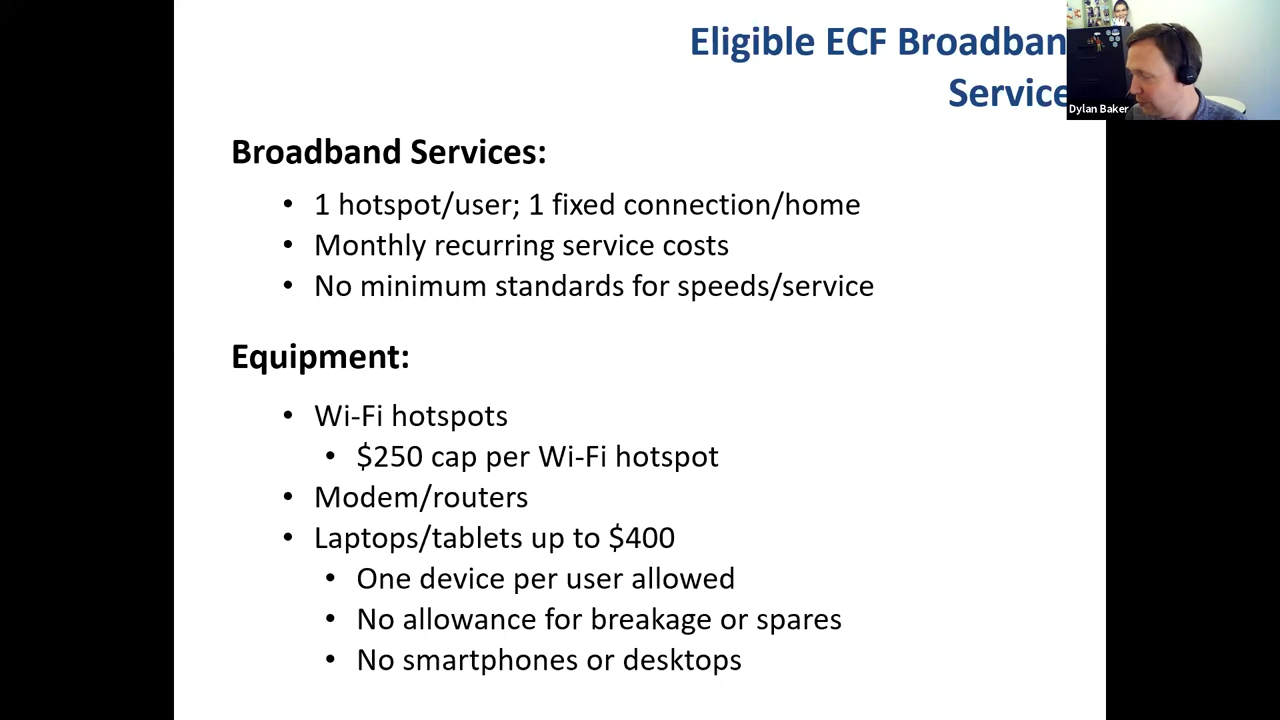 Eligible ECF Broadban
Service
Dylan Baker
Broadband Services:
• 1 hotspot/user; 1 fixed connection/home
• Monthly recurring service costs
• No minimum standards for speeds/service
Equipment:
• Wi-Fi hotspots
• $250 cap per Wi-Fi hotspot
• Modem/routers
• Laptops/tablets up to $400
• One device per user allowed
• No allowance for breakage or spares
• No smartphones or desktops